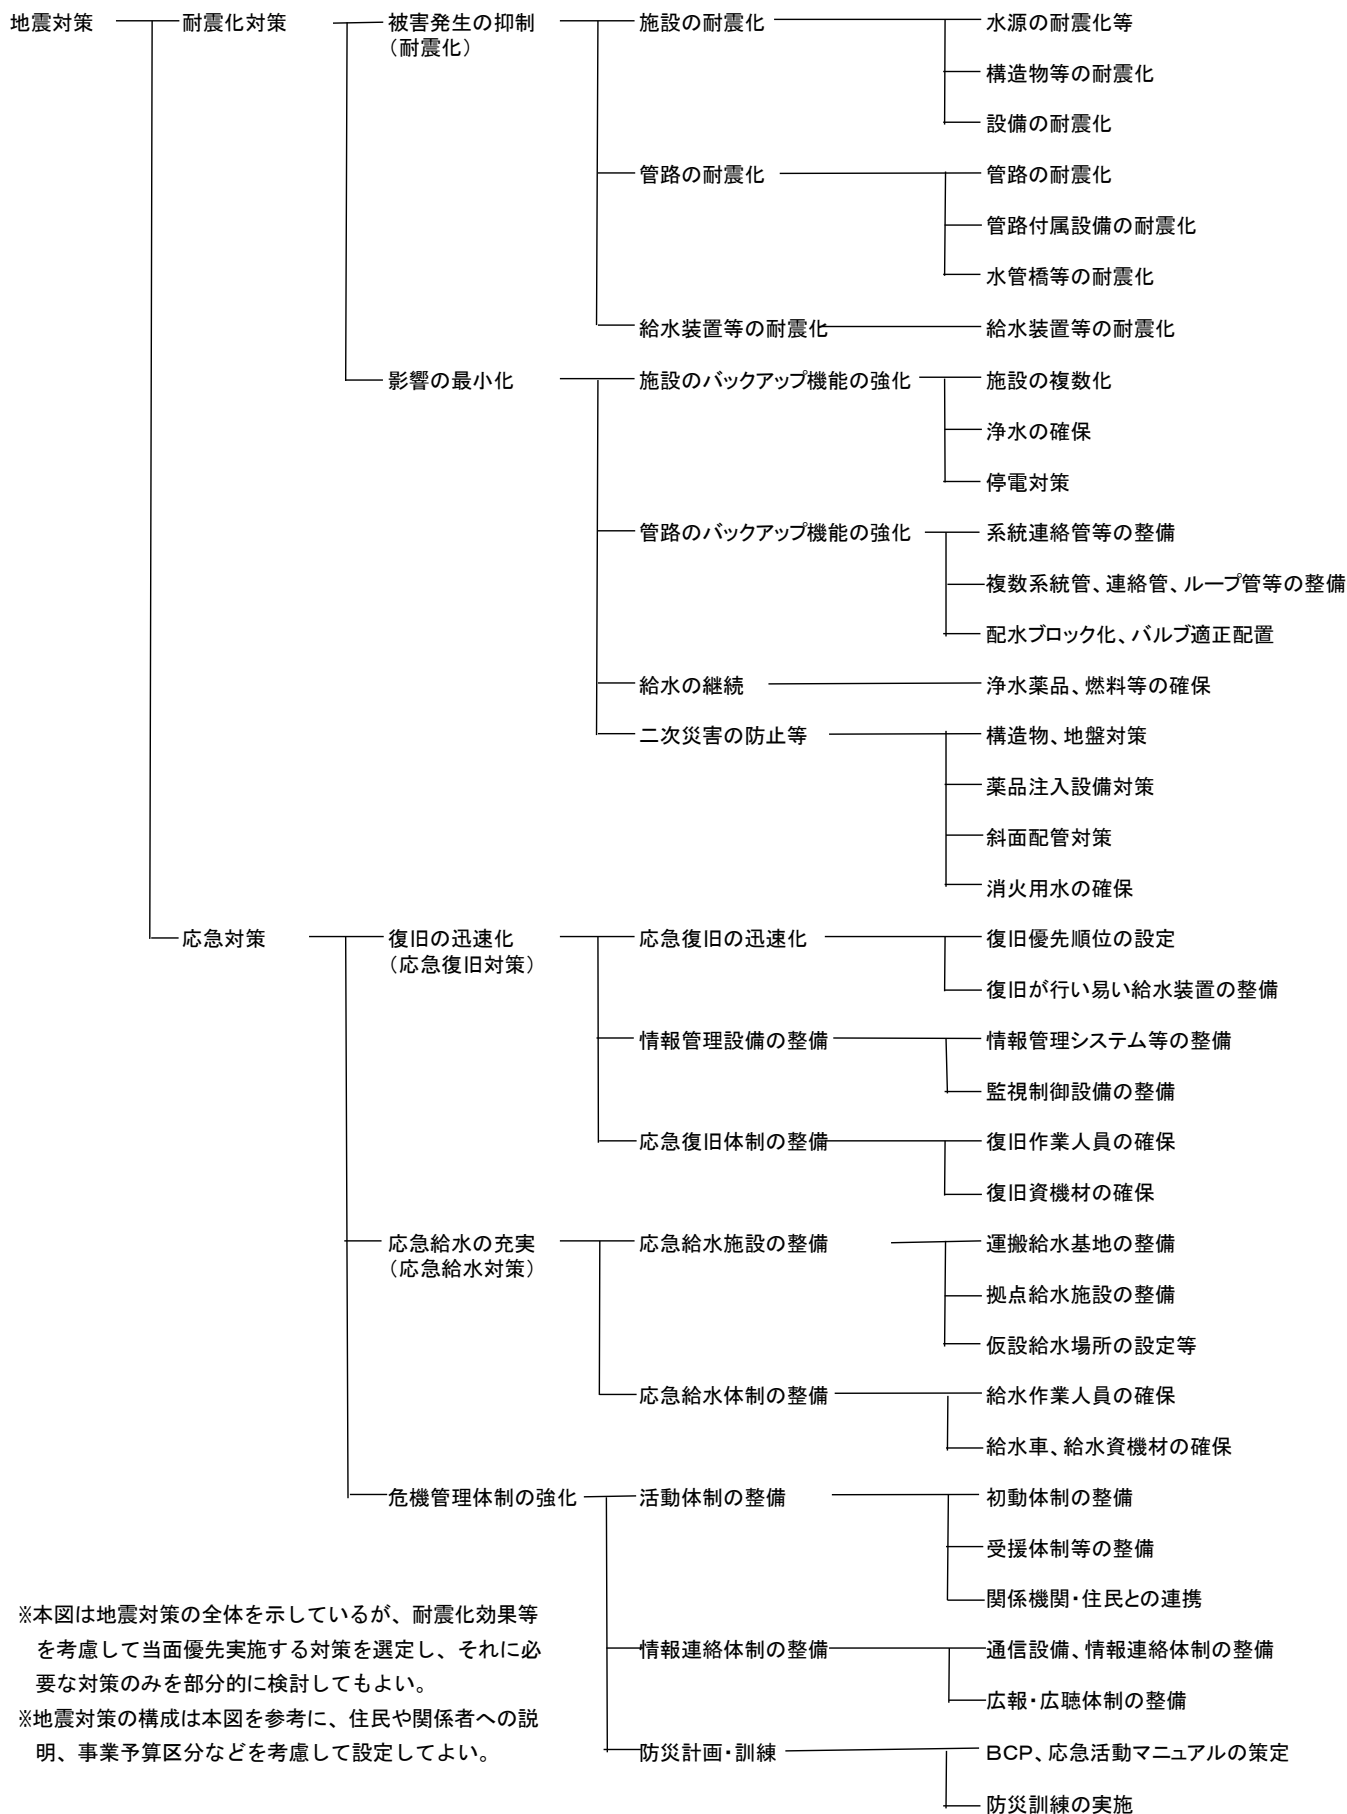 地震対策
耐震化対策
被害発生の抑制
（耐震化）
施設の耐震化
水源の耐震化等
構造物等の耐震化
設備の耐震化
管路の耐震化
管路の耐震化
管路付属設備の耐震化
水管橋等の耐震化
給水装置等の耐震化
給水装置等の耐震化
影響の最小化
施設のバックアップ機能の強化
施設の複数化
浄水の確保
停電対策
管路のバックアップ機能の強化
系統連絡管等の整備
複数系統管、連絡管、ループ管等の整備
配水ブロック化、バルブ適正配置
給水の継続
浄水薬品、燃料等の確保
二次災害の防止等
構造物、地盤対策
薬品注入設備対策
斜面配管対策
消火用水の確保
応急対策
復旧の迅速化
（応急復旧対策）
応急復旧の迅速化
復旧優先順位の設定
復旧が行い易い給水装置の整備
情報管理設備の整備
情報管理システム等の整備
監視制御設備の整備
応急復旧体制の整備
復旧作業人員の確保
復旧資機材の確保
応急給水の充実
（応急給水対策）
応急給水施設の整備
運搬給水基地の整備
拠点給水施設の整備
仮設給水場所の設定等
応急給水体制の整備
給水作業人員の確保
給水車、給水資機材の確保
危機管理体制の強化
活動体制の整備
初動体制の整備
受援体制等の整備
関係機関・住民との連携
情報連絡体制の整備
通信設備、情報連絡体制の整備
広報・広聴体制の整備
防災計画・訓練
ＢＣＰ、応急活動マニュアルの策定
防災訓練の実施
※本図は地震対策の全体を示しているが、耐震化効果等
を考慮して当面優先実施する対策を選定し、それに必
要な対策のみを部分的に検討してもよい。
※地震対策の構成は本図を参考に、住民や関係者への説
明、事業予算区分などを考慮して設定してよい。